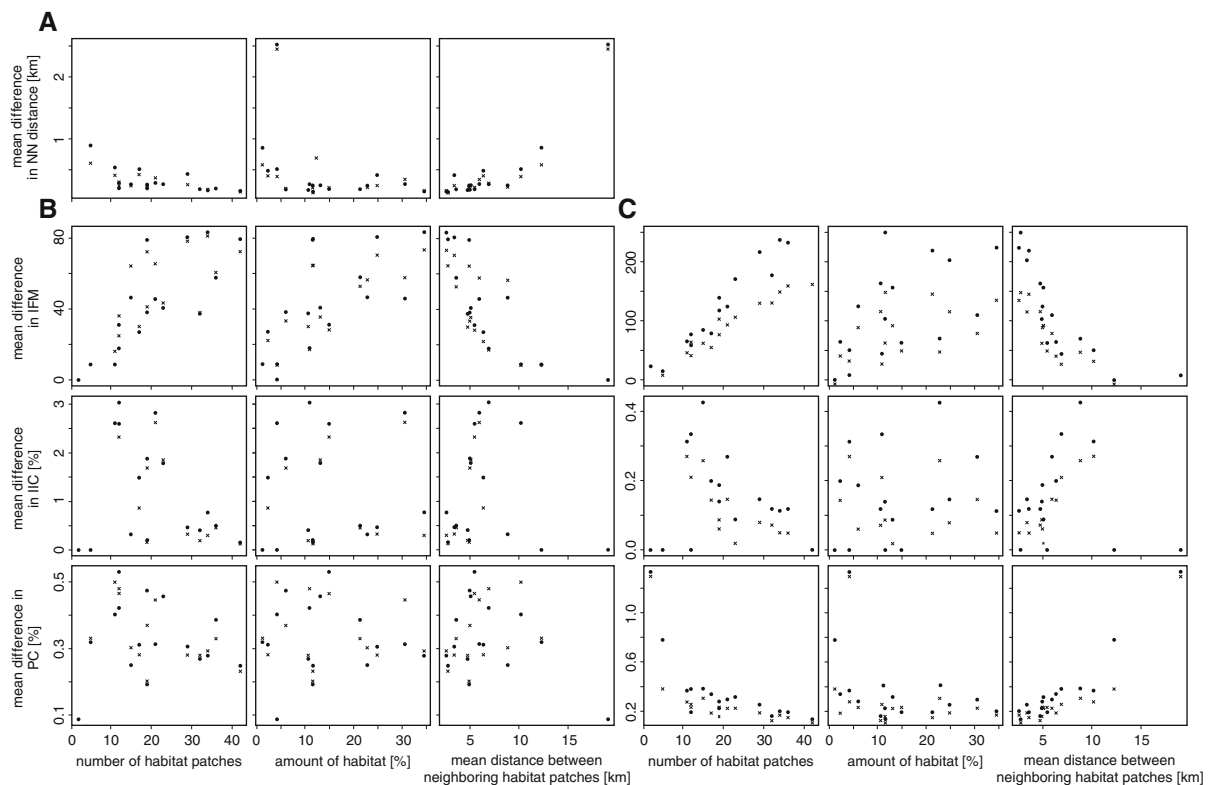 A
mean difference
in NN distance [km]
1
2
B
C
mean difference
in IFM
0
40
80
0
100
200
mean difference
in IIC [%]
0
1
2
3
0.0
0.2
0.4
mean difference in
PC [%]
0.1
0.3
0.5
0.2
0.6
1.0
0 10 20 30 40
0 10 20 30
5 10 15
0 10 20 30 40
0 10 20 30
5 10 15
number of habitat patches
amount of habitat [%]
mean distance between
neighboring habitat patches [km]
number of habitat patches
amount of habitat [%]
mean distance between
neighboring habitat patches [km]